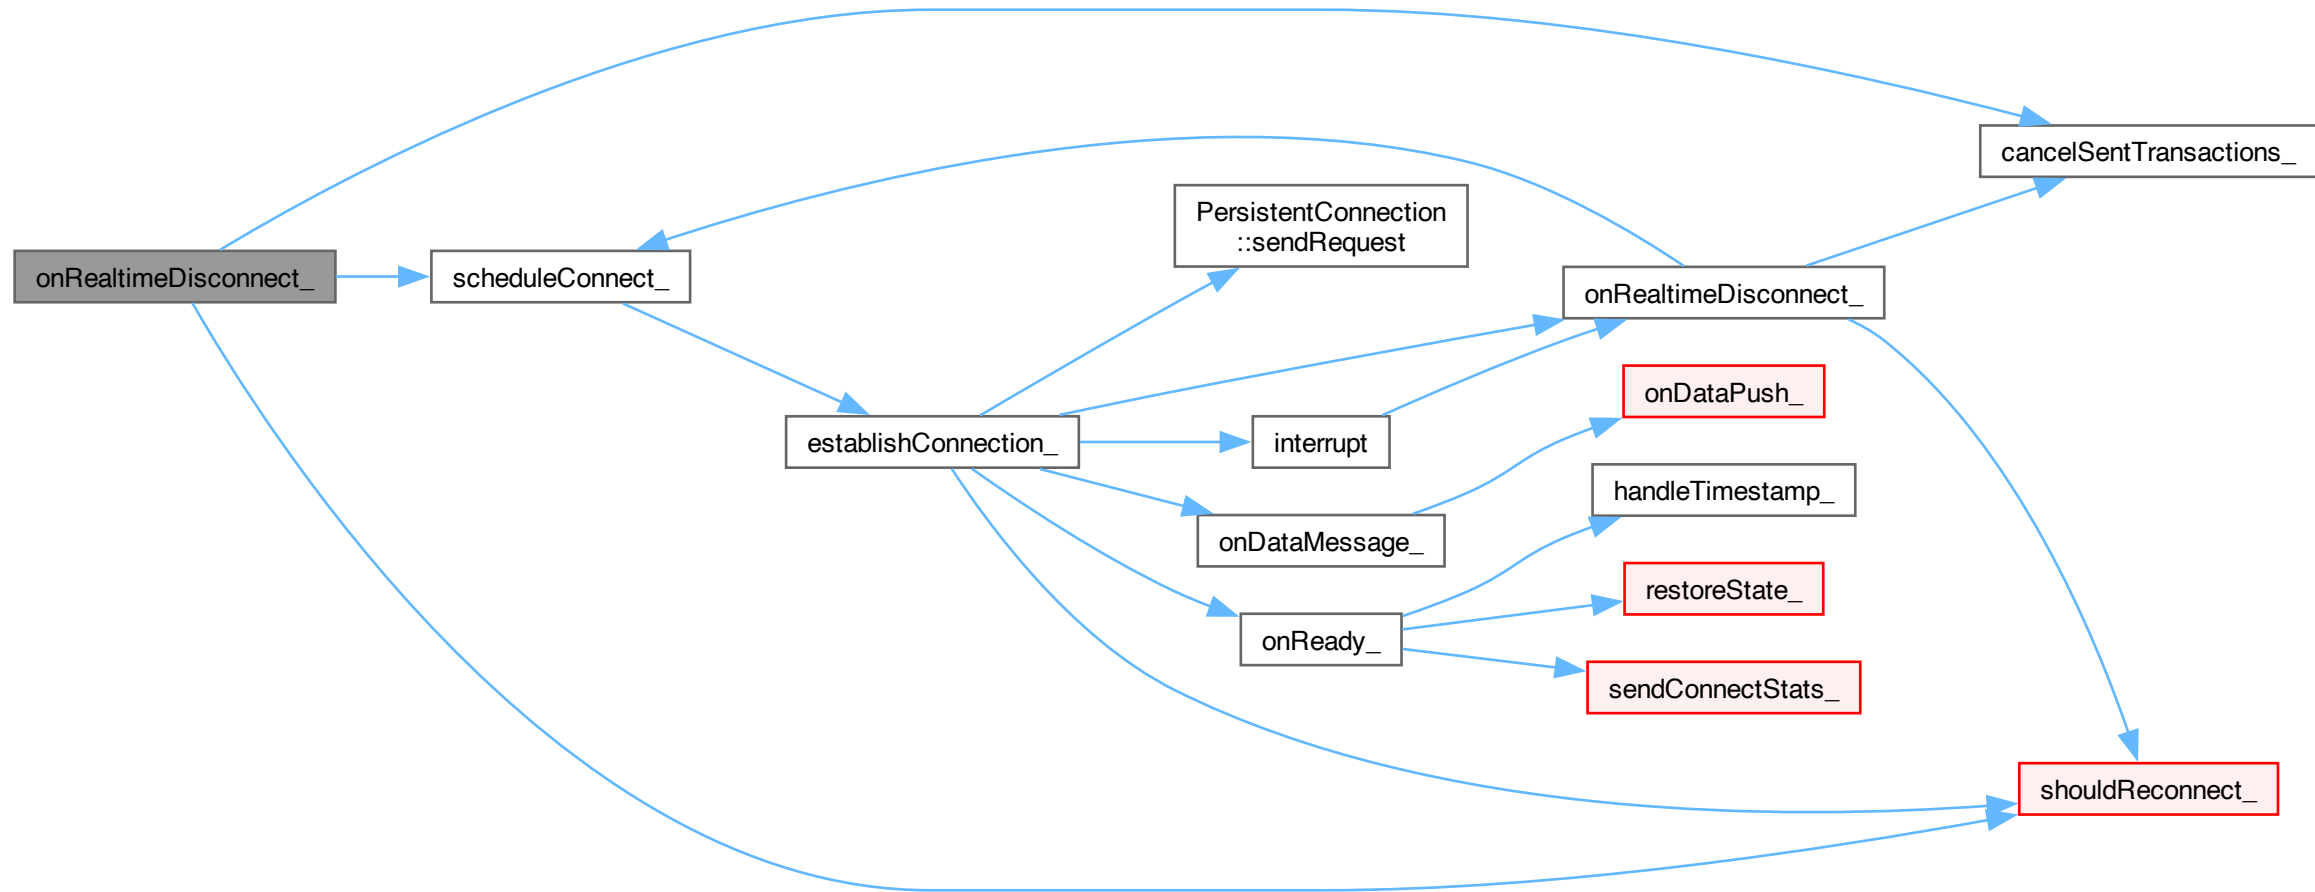 cancelSentTransactions_
PersistentConnection
::sendRequest
onRealtimeDisconnect_
scheduleConnect_
onRealtimeDisconnect_
onDataPush_
establishConnection_
interrupt
handleTimestamp_
onDataMessage_
restoreState_
onReady_
sendConnectStats_
shouldReconnect_